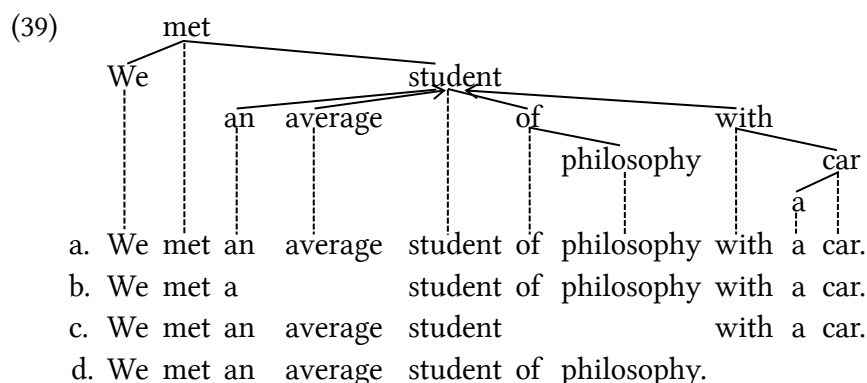 (39) met
We student
an average of with
philosophy car
a
a. We met an average student of philosophy with a car.
b. We met a student of philosophy with a car.
c. We met an average student with a car.
d. We met an average student of philosophy.